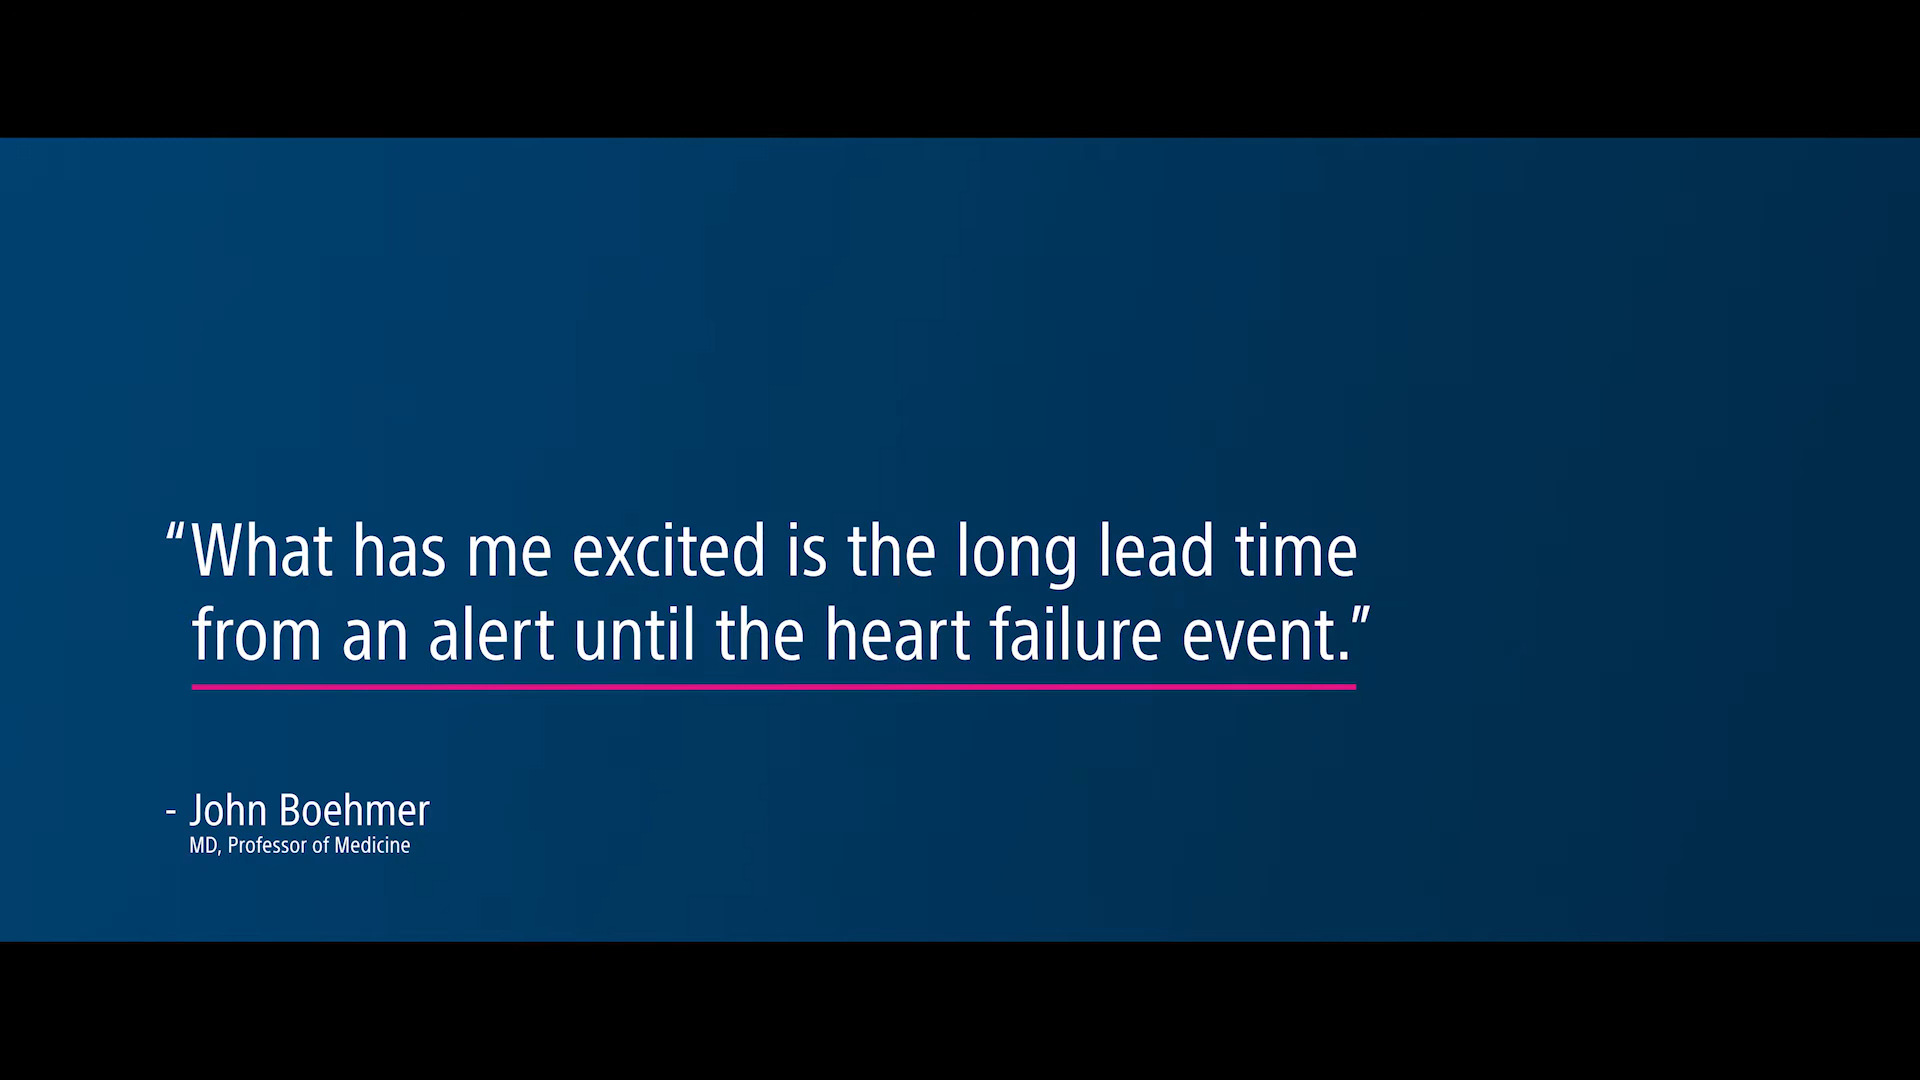 “What has me excited is the long lead time
from an alert until the heart failure event.”
- John Boehmer
MD, Professor of Medicine